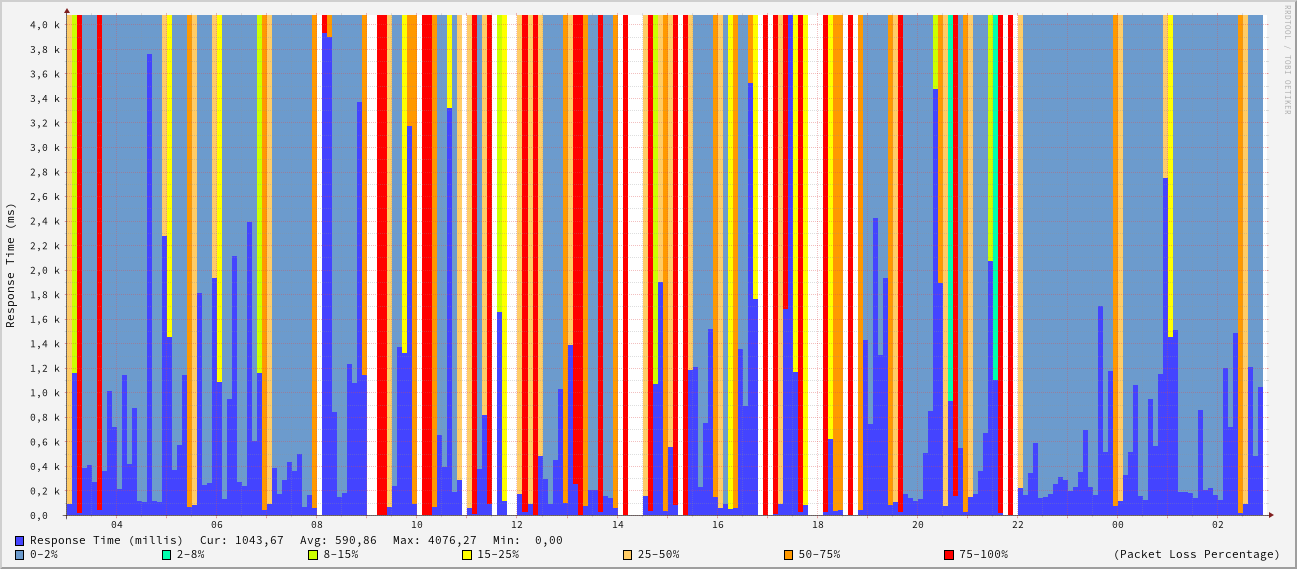 RRDTOOL / TOBI OETIKER
Response Time (ms)
4,0 k
3,8 k
3,6 k
3,4 k
3,2 k
3,0 k
2,8 k
2,6 k
2,4 k
2,2 k
2,0 k
1,8 k
1,6 k
1,4 k
1,2 k
1,0 k
0,8 k
0,6 k
0,4 k
0,2 k
0,0
04 06 08 10 12 14 16 18 20 22 00 02
Response Time (millis) Cur: 1043,67 Avg: 590,86 Max: 4076,27 Min: 0,00
0-2% 2-8% 8-15% 15-25% 25-50% 50-75% 75-100% (Packet Loss Percentage)